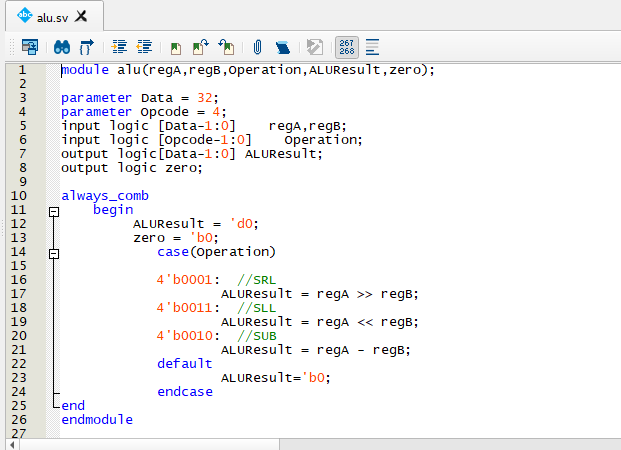 abc alu.sv
267
268
1 module alu(regA,regB,Operation,ALUResult,zero);
2
3 parameter Data = 32;
4 parameter Opcode = 4;
5 input logic [Data-1:0]    regA,regB;
6 input logic [Opcode-1:0]    Operation;
7 output logic[Data-1:0] ALUResult;
8 output logic zero;
9
10 always_comb
11     begin
12          ALUResult = 'd0;
13          zero = 'b0;
14             case(Operation)
15
16             4'b0001:  //SRL
17                     ALUResult = regA >> regB;
18             4'b0011:  //SLL
19                     ALUResult = regA << regB;
20             4'b0010:  //SUB
21                     ALUResult = regA - regB;
22             default
23                     ALUResult='b0;
24             endcase
25 end
26 endmodule
27